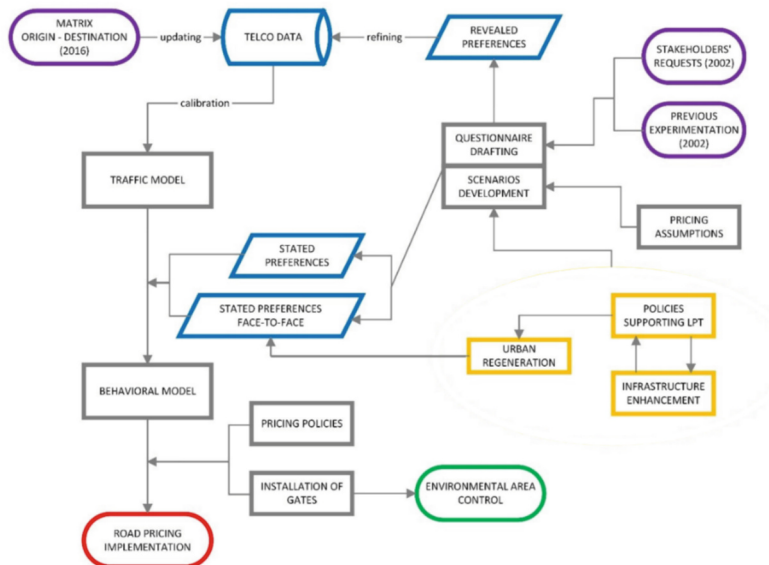 MATRIX
ORIGIN - DESTINATION
(2016)
updating
TELCO DATA
refining
REVEALED
PREFERENCES
STAKEHOLDERS'
REQUESTS (2002)
calibration
PREVIOUS
EXPERIMENTATION
(2002)
QUESTIONNAIRE
DRAFTING
TRAFFIC MODEL
SCENARIOS
DEVELOPMENT
PRICING
ASSUMPTIONS
STATED
PREFERENCES
STATED PREFERENCES
FACE-TO-FACE
POLICIES
SUPPORTING LPT
URBAN
REGENERATION
INFRASTRUCTURE
ENHANCEMENT
BEHAVIORAL MODEL
PRICING POLICIES
INSTALLATION OF
GATES
ENVIRONMENTAL AREA
CONTROL
ROAD PRICING
IMPLEMENTATION